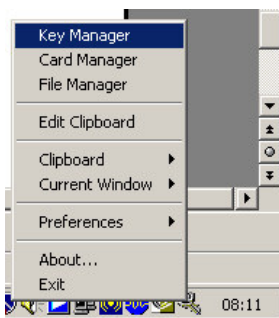 Key Manager
Card Manager
File Manager
Edit Clipboard
Clipboard
Current Window
Preferences
About...
Exit
08:11